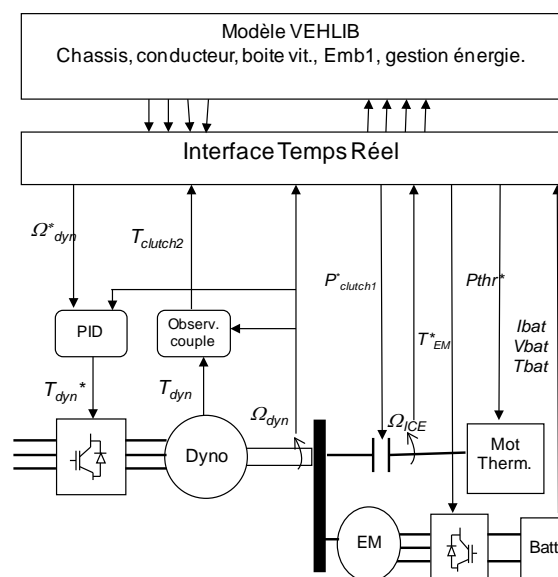 Modèle VEHLIB
Chassis, conducteur, boite vit., Emb1, gestion énergie.
Interface Temps Réel
Ω*dyn
Tclutch2
P*clutch1
Pthr*
T*EM
Ibat
Vbat
Tbat
PID
Observ.
couple
Tdyn*
Tdyn
Ωdyn
ΩICE
Dyno
Mot
Therm.
EM
Batt